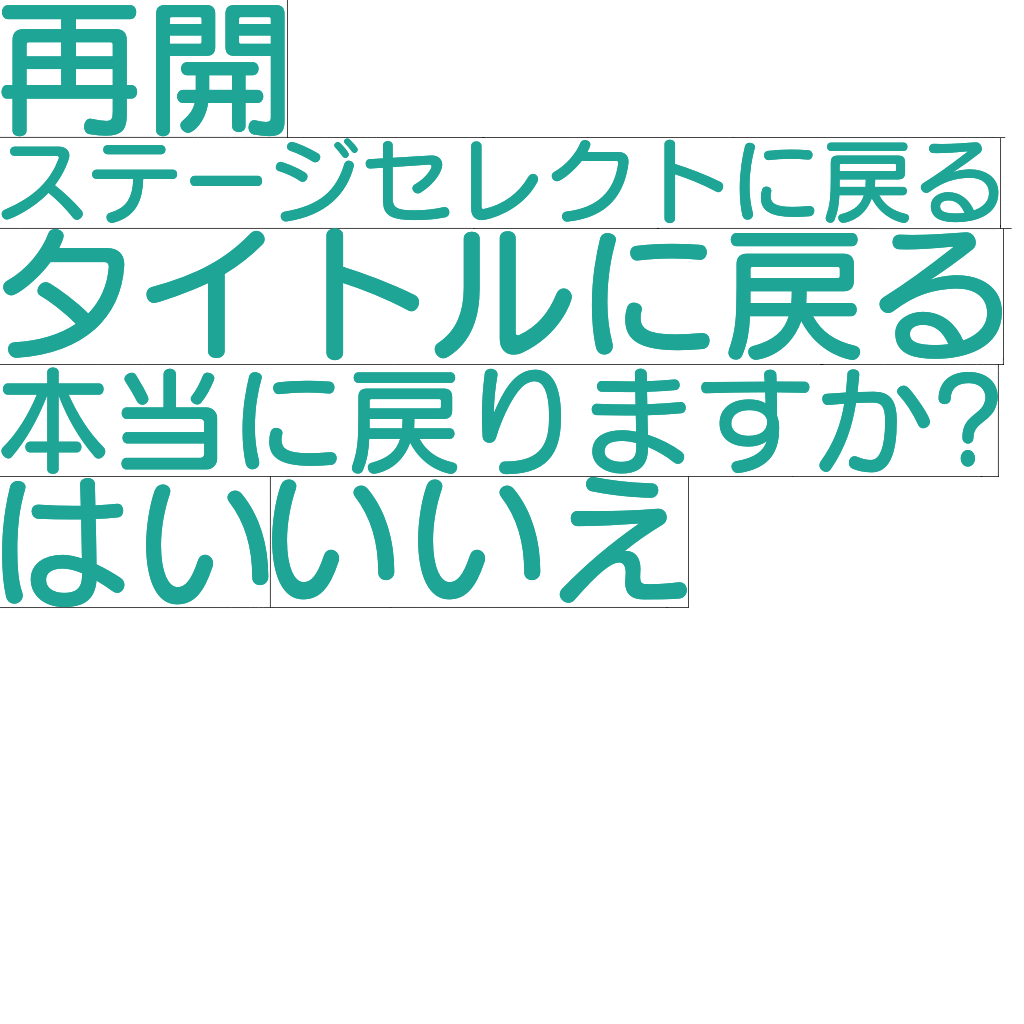 再開
ステージセレクトに戻る
タイトルに戻る
本当に戻りますか?
はい
いいえ